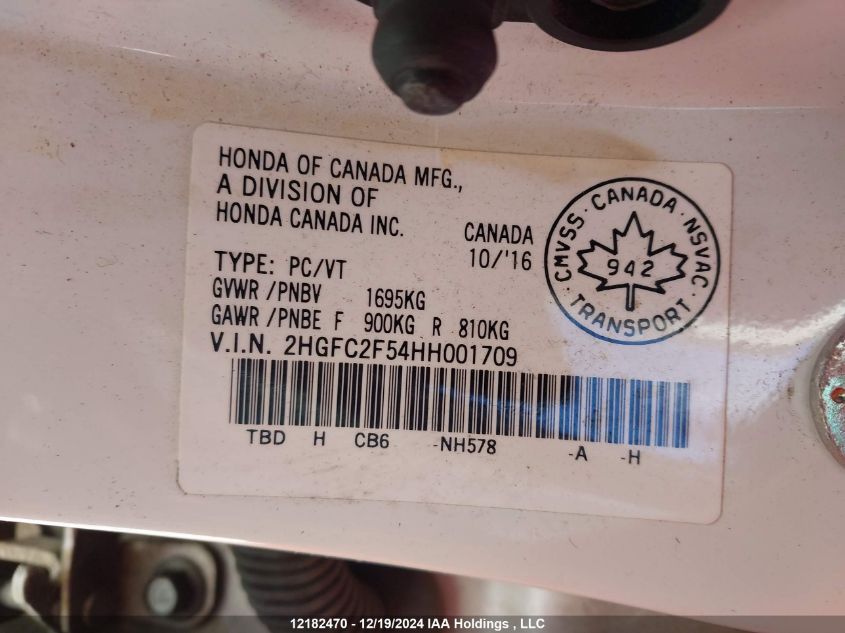 HONDA OF CANADA MFG.,
A DIVISION OF
HONDA CANADA INC.
CANADA
10/'16
TYPE: PC/VT
GVWR /PNBV 1695KG
GAWR /PNBE F 900KG R 810KG
V.I.N. 2HGFC2F54HH001709
TBD H CB6 -NH578 -A -H
CMVSS · CANADA · NSVAC
942
TRANSPORT
12182470 - 12/19/2024 IAA Holdings , LLC